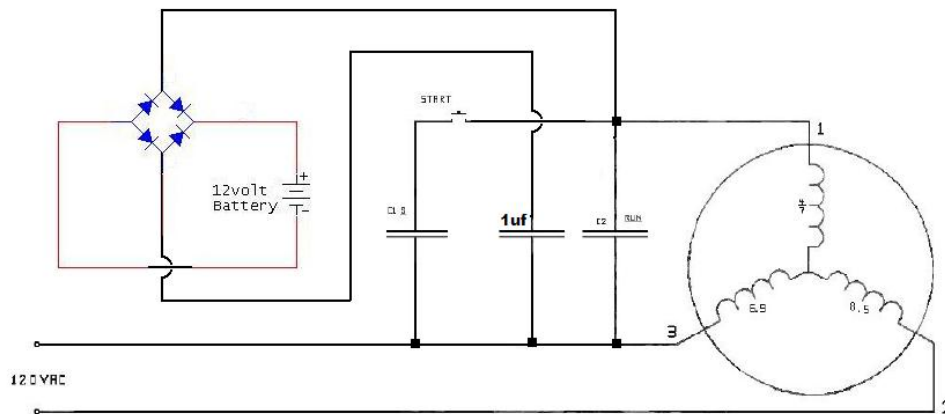 START
1
12volt
Battery
+
-
C1 S
1uf'
C2
RUN
6.9
8.5
3
120VAC
2